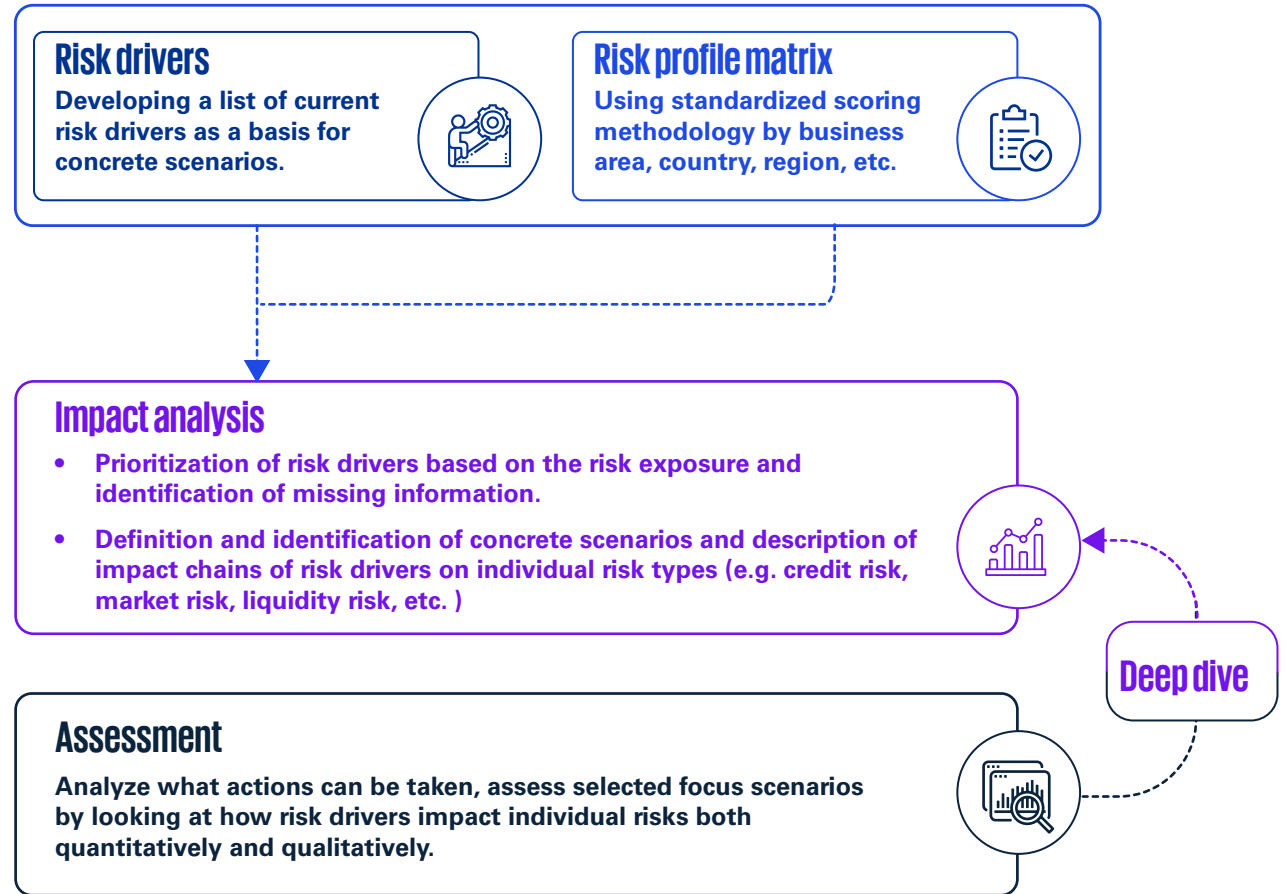 Risk drivers
Developing a list of current
risk drivers as a basis for
concrete scenarios.
Risk profile matrix
Using standardized scoring
methodology by business
area, country, region, etc.
Impact analysis
• Prioritization of risk drivers based on the risk exposure and
identification of missing information.
• Definition and identification of concrete scenarios and description of
impact chains of risk drivers on individual risk types (e.g. credit risk,
market risk, liquidity risk, etc. )
Deep dive
Assessment
Analyze what actions can be taken, assess selected focus scenarios
by looking at how risk drivers impact individual risks both
quantitatively and qualitatively.